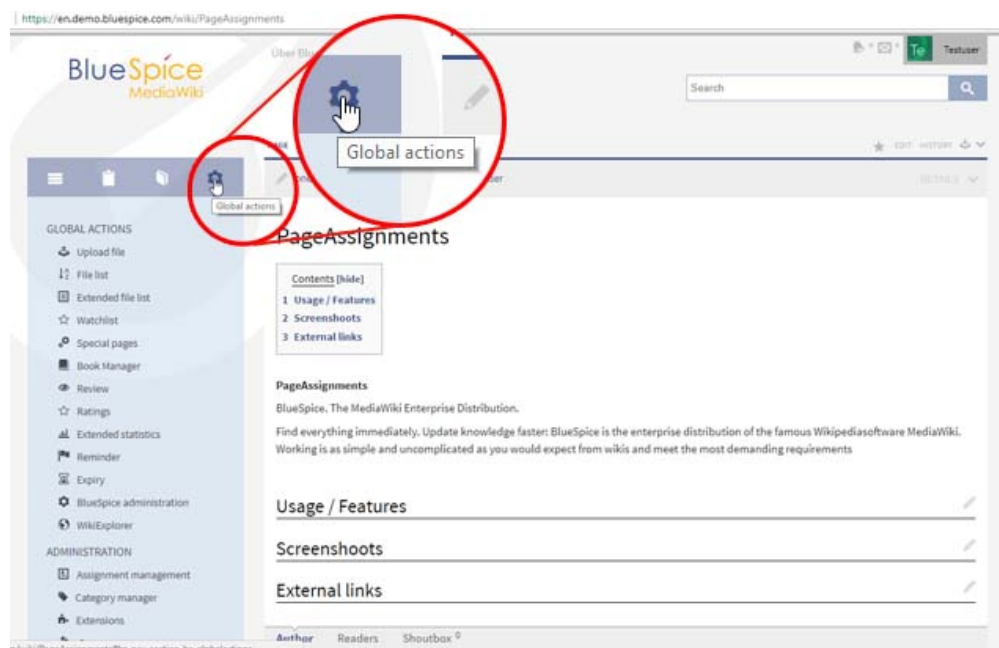 https://en.demo.bluespice.com/wiki/PageAssignments
BlueSpice
MediaWiki
Über
Te
Testuser
Search
Global actions
EDIT HISTORY
DETAILS
Global actions
GLOBAL ACTIONS
Upload file
File list
Extended file list
Watchlist
Special pages
Book Manager
Review
Ratings
Extended statistics
Reminder
Expiry
BlueSpice administration
WikiExplorer
ADMINISTRATION
Assignment management
Category manager
Extensions
PageAssignments
Contents [hide]
1 Usage / Features
2 Screenshoots
3 External links
PageAssignments
BlueSpice. The MediaWiki Enterprise Distribution.
Find everything immediately. Update knowledge faster: BlueSpice is the enterprise distribution of the famous Wikipediasoftware MediaWiki.
Working is as simple and uncomplicated as you would expect from wikis and meet the most demanding requirements
Usage / Features
Screenshoots
External links
Author Readers Shoutbox 0